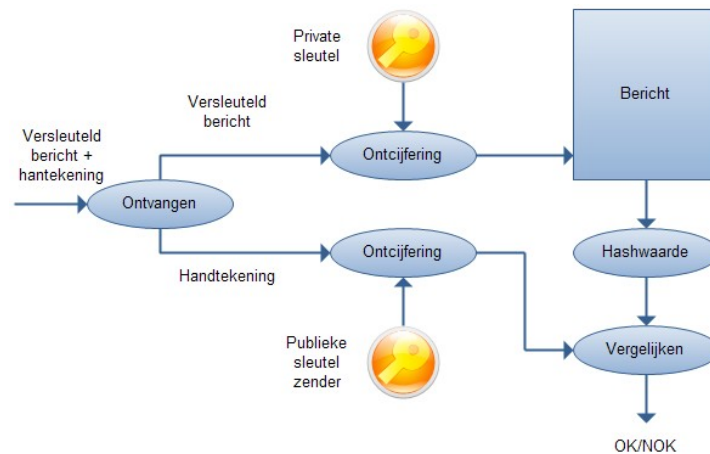 Private
sleutel
Bericht
Versleuteld
bericht
Versleuteld
bericht +
hantekening
Ontcijfering
Ontvangen
Ontcijfering
Hashwaarde
Handtekening
Publieke
sleutel
zender
Vergelijken
OK/NOK